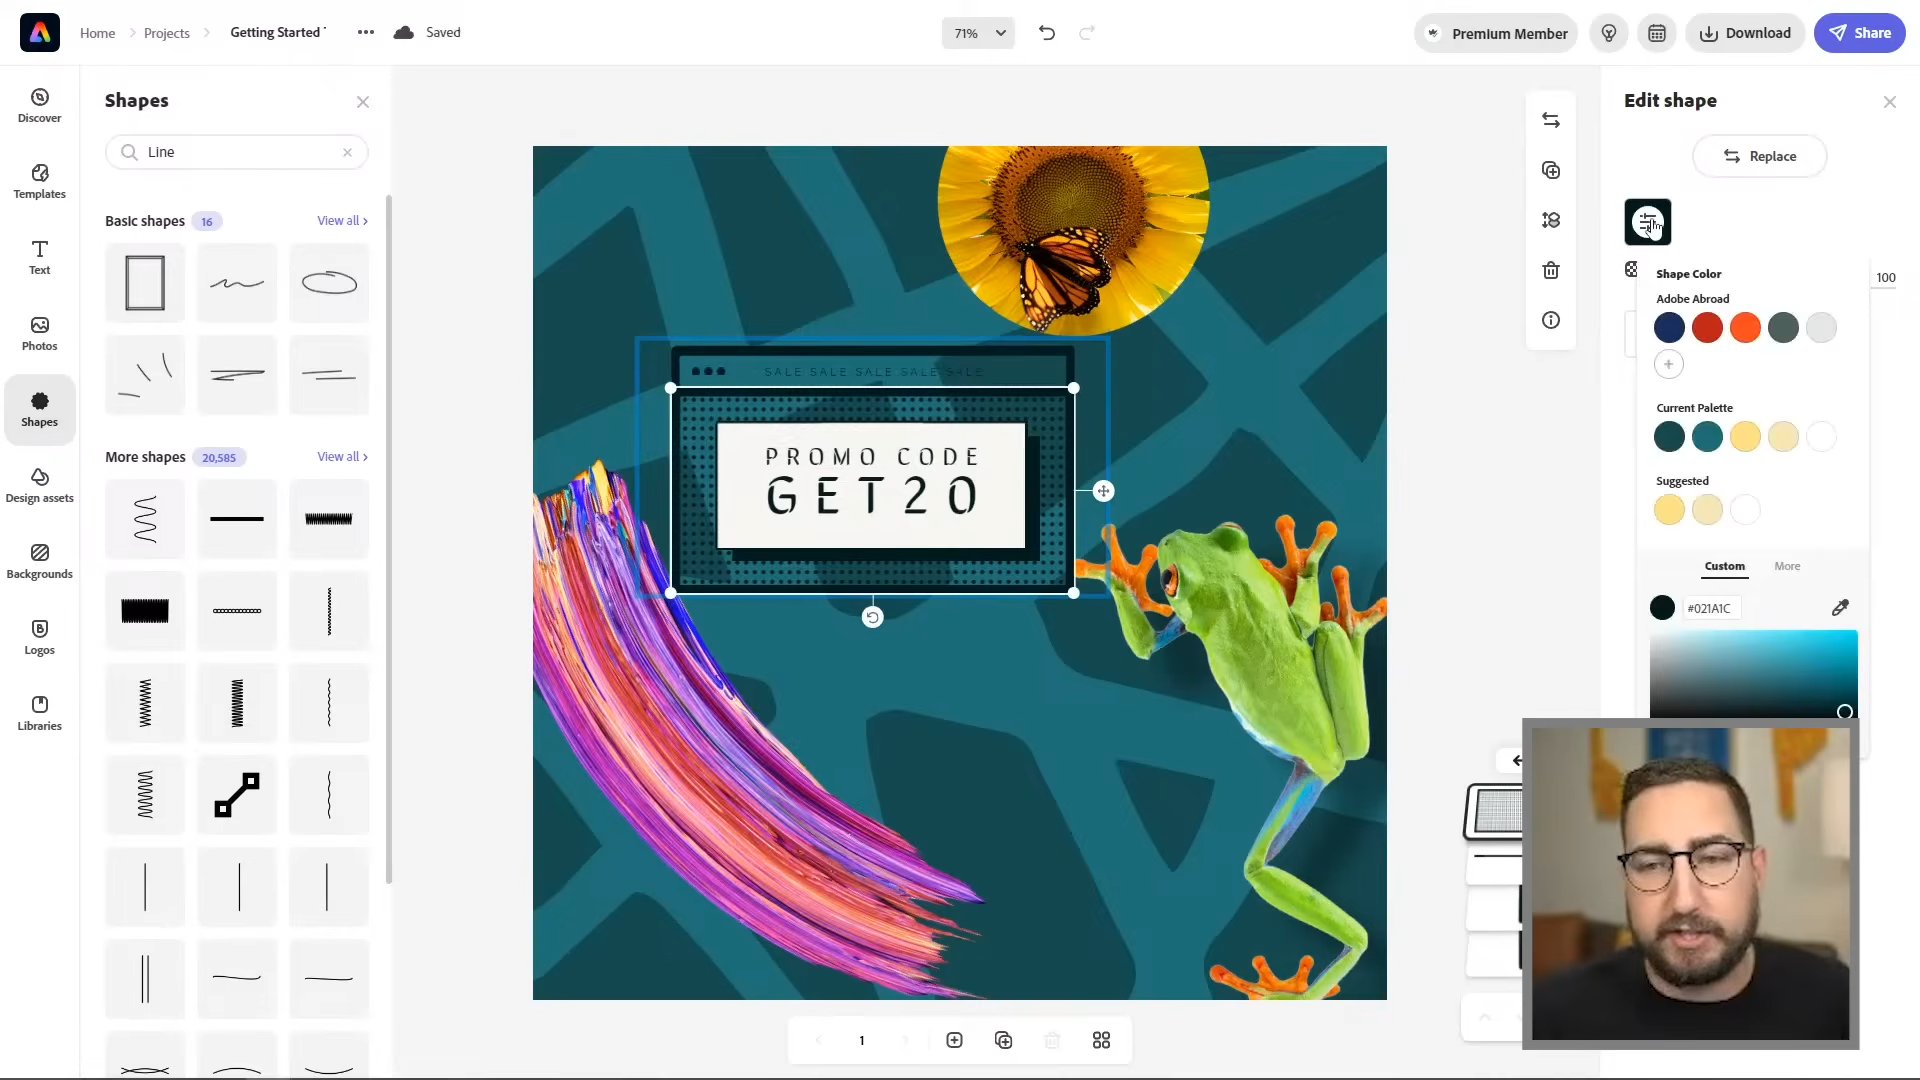 Home
Projects
Getting Started
Saved
71%
Premium Member
Download
Share
Discover
Templates
Text
Photos
Shapes
Design assets
Backgrounds
Logos
Libraries
Shapes
Line
Basic shapes 16 View all
More shapes 20,585 View all
SALE SALE SALE SALE SALE
PROMO CODE
GET20
1
Edit shape
Replace
100
Shape Color
Adobe Abroad
Current Palette
Suggested
Custom More
#021A1C